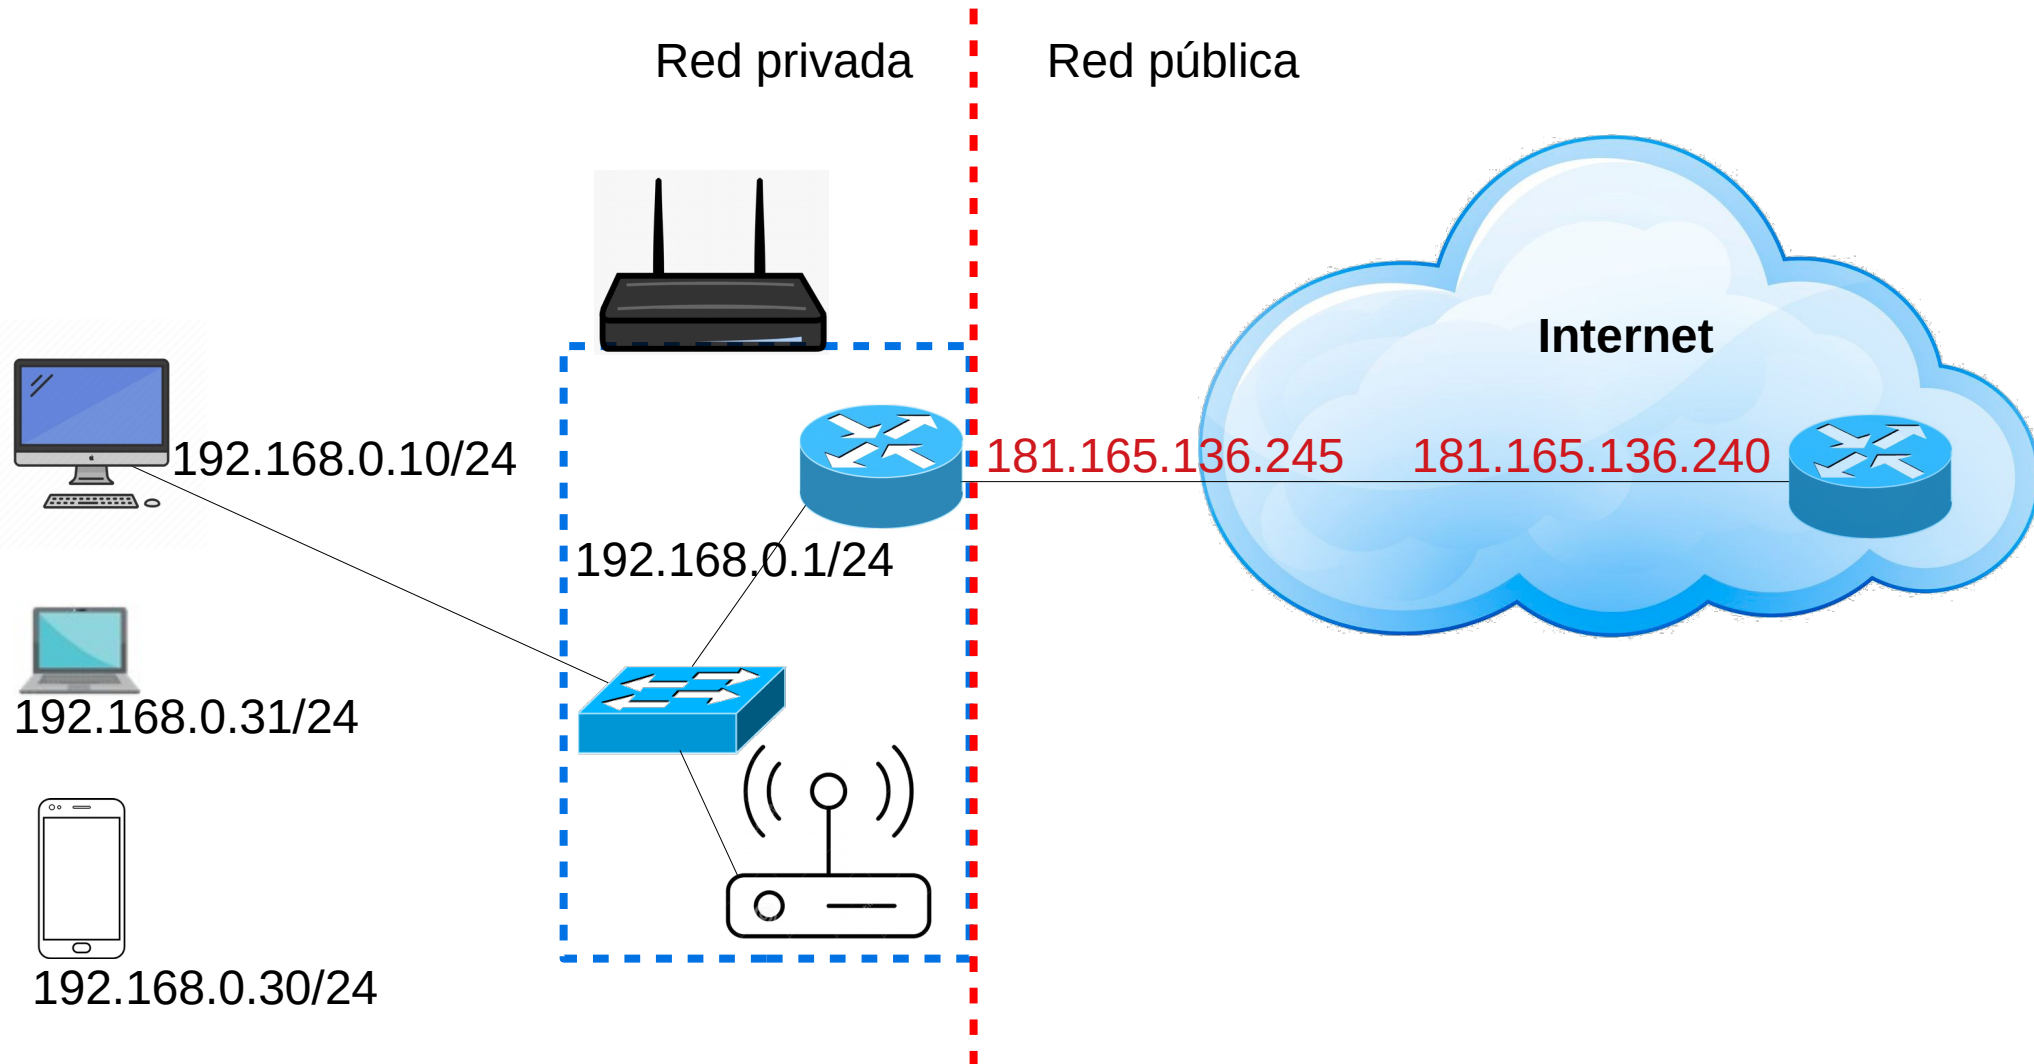 Red privada
Red pública
Internet
192.168.0.10/24
181.165.136.245
181.165.136.240
192.168.0.1/24
192.168.0.31/24
192.168.0.30/24